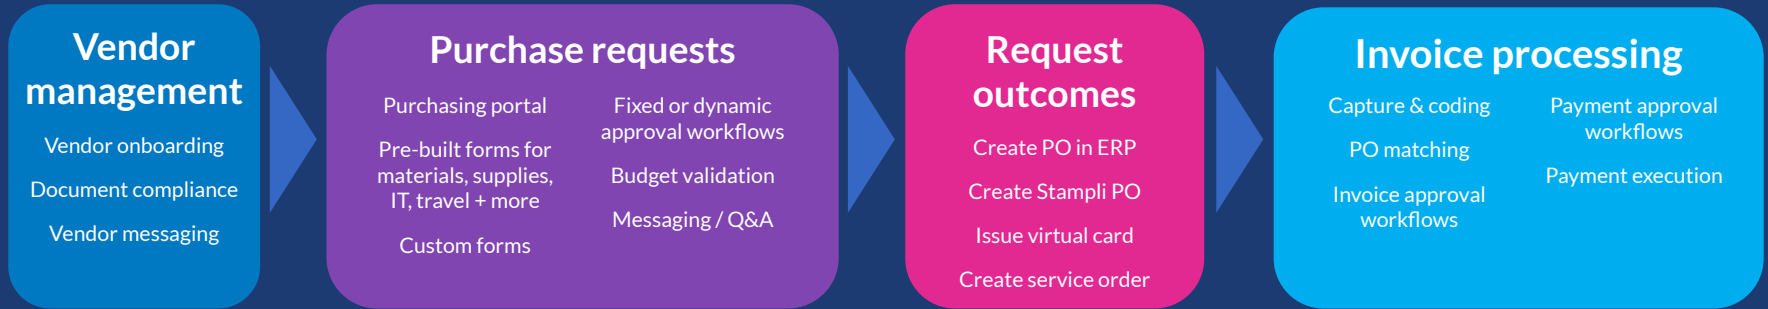 Vendor
management
Vendor onboarding
Document compliance
Vendor messaging
Purchase requests
Purchasing portal
Pre-built forms for
materials, supplies,
IT, travel + more
Custom forms
Fixed or dynamic
approval workflows
Budget validation
Messaging / Q&A
Request
outcomes
Create PO in ERP
Create Stampli PO
Issue virtual card
Create service order
Invoice processing
Capture & coding
PO matching
Invoice approval
workflows
Payment approval
workflows
Payment execution